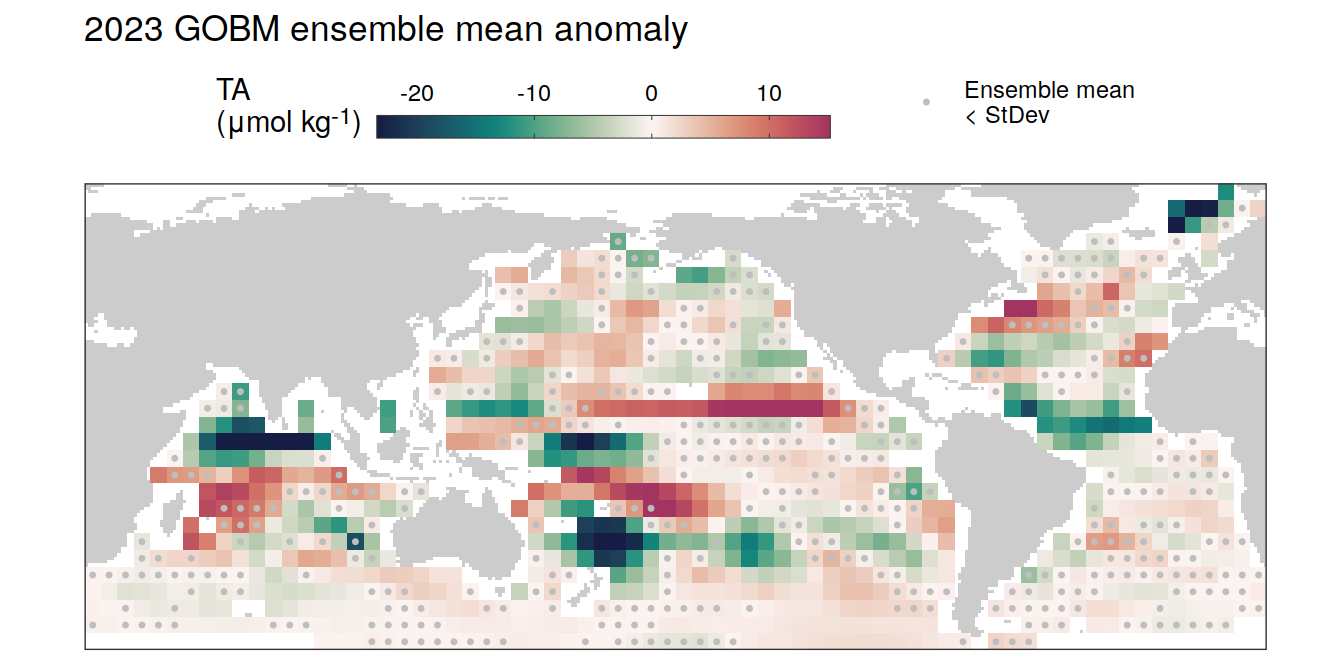 2023 GOBM ensemble mean anomaly
TA
(μmol kg-1)
-20 -10 0 10
Ensemble mean
< StDev